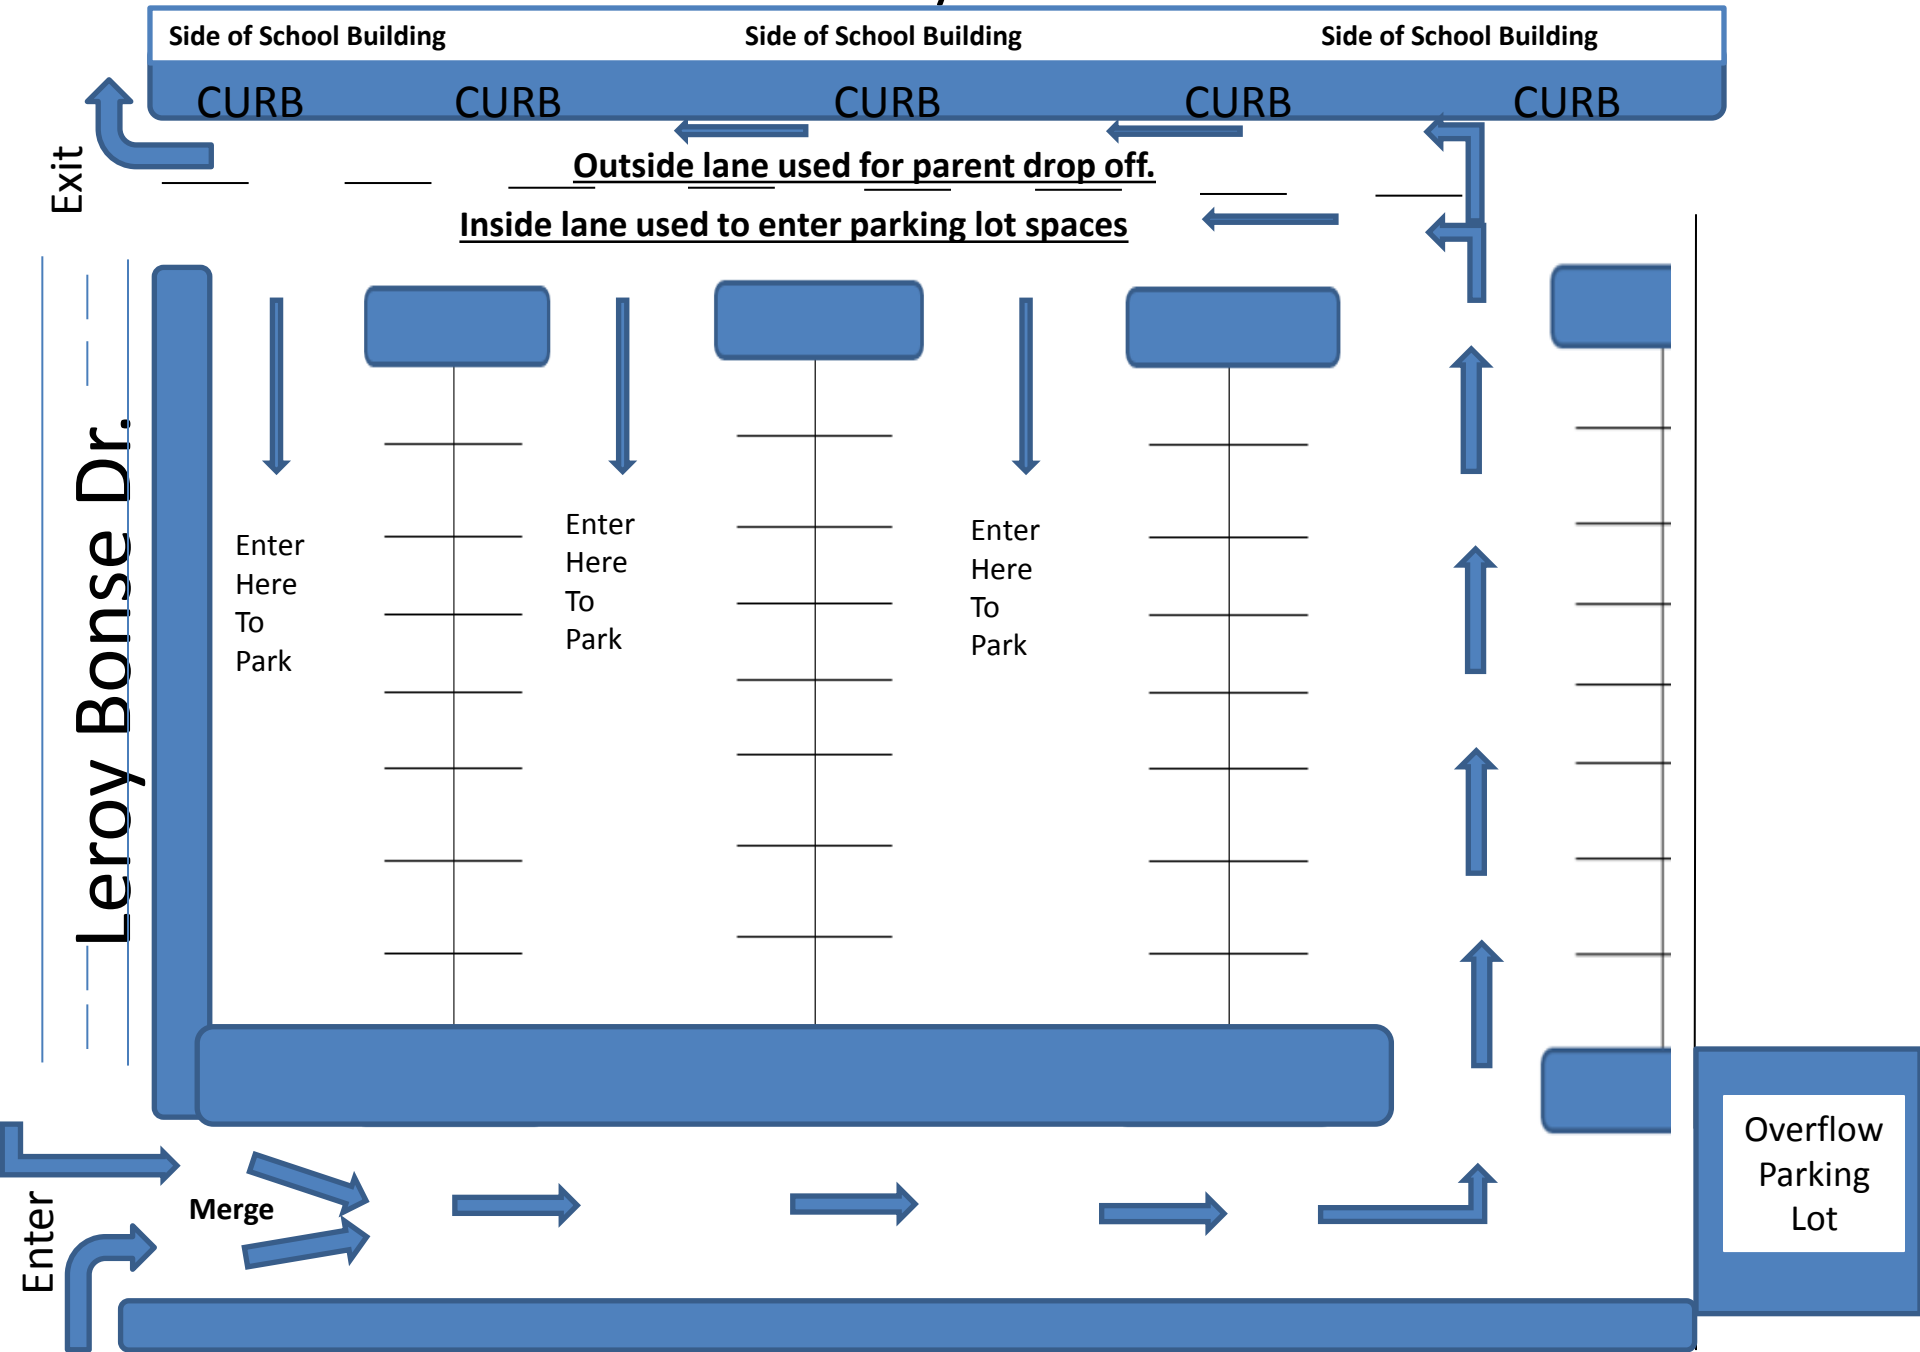 Side of School Building Side of School Building Side of School Building
CURB CURB CURB CURB CURB
Exit
Outside lane used for parent drop off.
Inside lane used to enter parking lot spaces
Leroy Bonse Dr.
Enter
Here
To
Park
Enter
Here
To
Park
Enter
Here
To
Park
Enter
Merge
Overflow
Parking
Lot